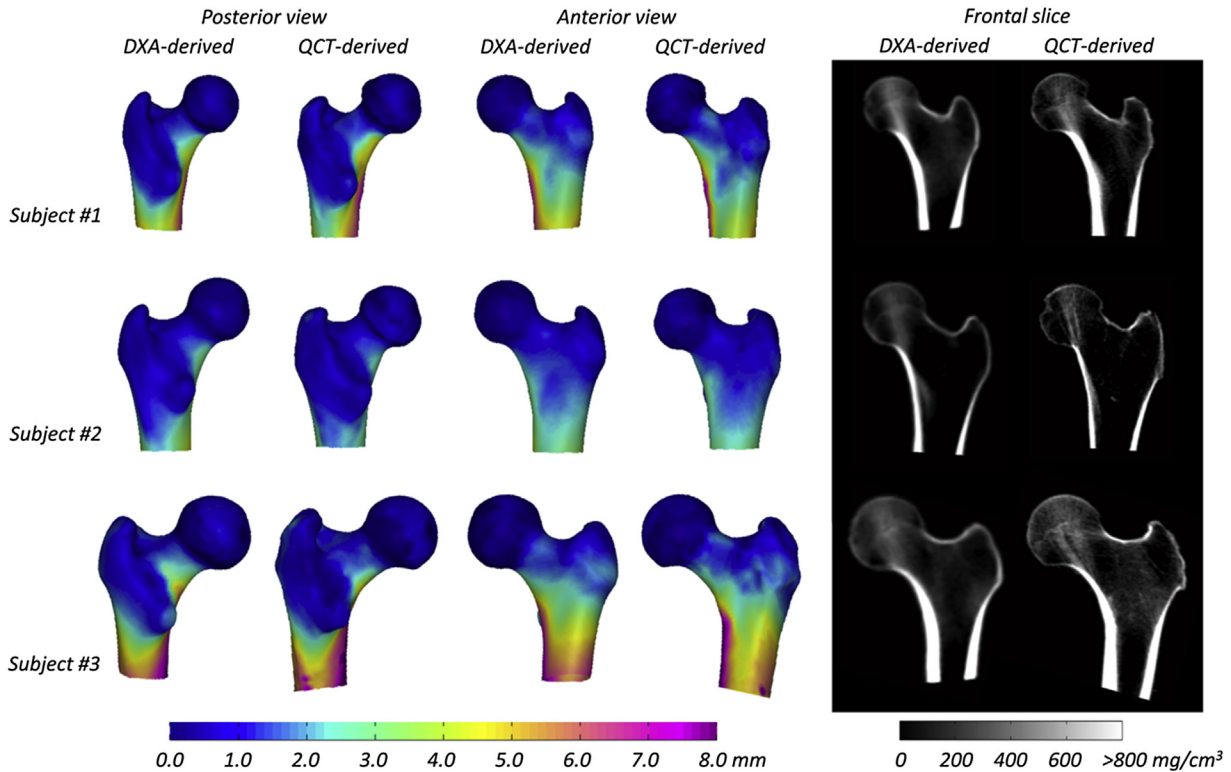 Posterior view Anterior view Frontal slice
DXA-derived QCT-derived DXA-derived QCT-derived DXA-derived QCT-derived
Subject #1
Subject #2
Subject #3
0.0 1.0 2.0 3.0 4.0 5.0 6.0 7.0 8.0 mm
0 200 400 600 >800 mg/cm³